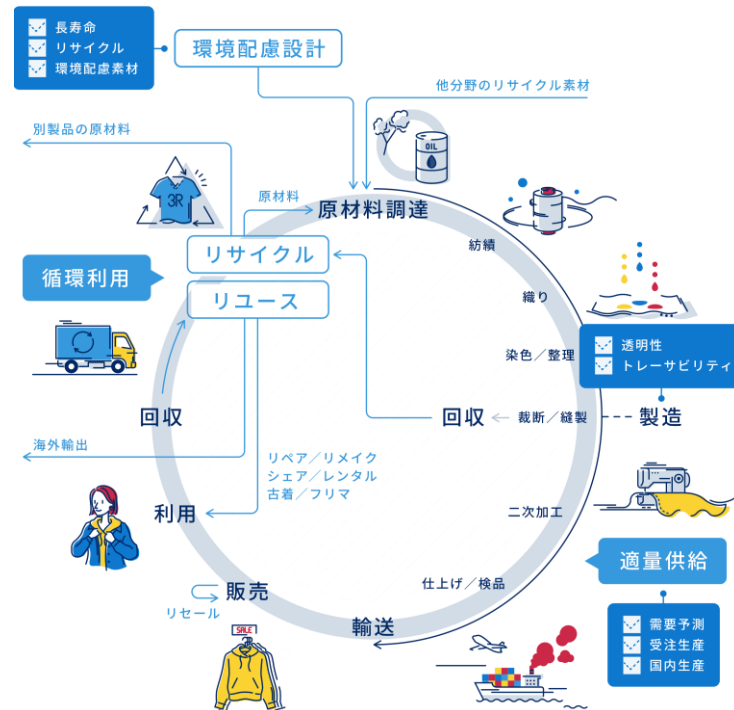 長寿命
リサイクル
環境配慮素材
環境配慮設計
他分野のリサイクル素材
別製品の原材料
OIL
3R
原材料
原材料調達
紡績
リサイクル
循環利用
リユース
織り
透明性
トレーサビリティ
染色／整理
回収
回収
裁断／縫製
製造
海外輸出
リペア／リメイク
シェア／レンタル
古着／フリマ
利用
二次加工
適量供給
仕上げ／検品
販売
リセール
輸送
需要予測
受注生産
国内生産
SALE